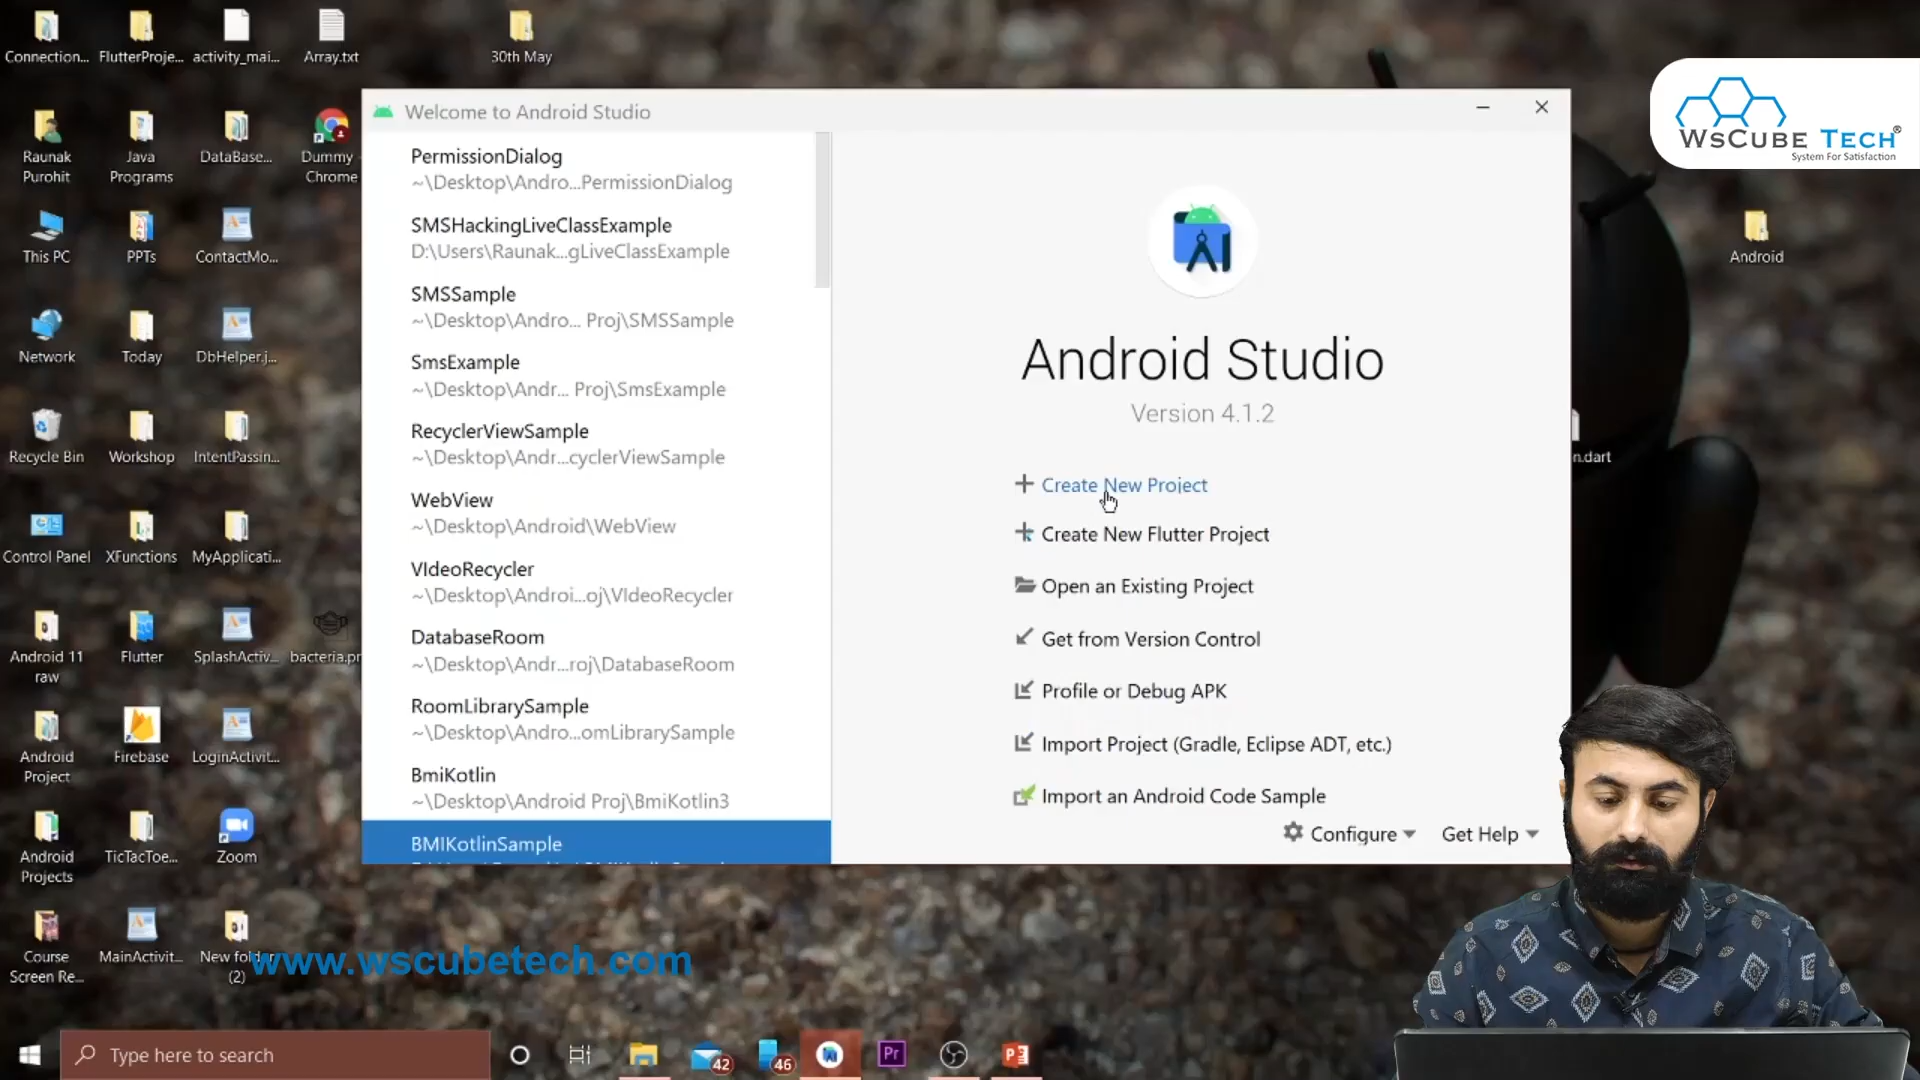 Connection...
FlutterProje...
activity_mai...
Array.txt
30th May
WsCube Tech®
System For Satisfaction
Welcome to Android Studio
Raunak
Purohit
Java
Programs
DataBase...
Dummy -
Chrome
PermissionDialog
~\Desktop\Andro...PermissionDialog
SMSHackingLiveClassExample
D:\Users\Raunak...gLiveClassExample
SMSSample
~\Desktop\Andro... Proj\SMSSample
SmsExample
~\Desktop\Andr... Proj\SmsExample
RecyclerViewSample
~\Desktop\Andr...cyclerViewSample
WebView
~\Desktop\Android\WebView
VIdeoRecycler
~\Desktop\Androi...oj\VIdeoRecycler
DatabaseRoom
~\Desktop\Andr...roj\DatabaseRoom
RoomLibrarySample
~\Desktop\Andro...omLibrarySample
BmiKotlin
~\Desktop\Android Proj\BmiKotlin3
BMIKotlinSample
Android Studio
Version 4.1.2
Create New Project
Create New Flutter Project
Open an Existing Project
Get from Version Control
Profile or Debug APK
Import Project (Gradle, Eclipse ADT, etc.)
Import an Android Code Sample
Configure
Get Help
Android
n.dart
This PC
PPTs
ContactMo...
Network
Today
DbHelper.j...
Recycle Bin
Workshop
IntentPassin...
Control Panel
XFunctions
MyApplicati...
Android 11
raw
Flutter
SplashActiv...
bacteria.pr
Android
Project
Firebase
LoginActivit...
Android
Projects
TicTacToe...
Zoom
Course
Screen Re...
MainActivit...
New folder
(2)
www.wscubetech.com
Type here to search
42
46
Pr